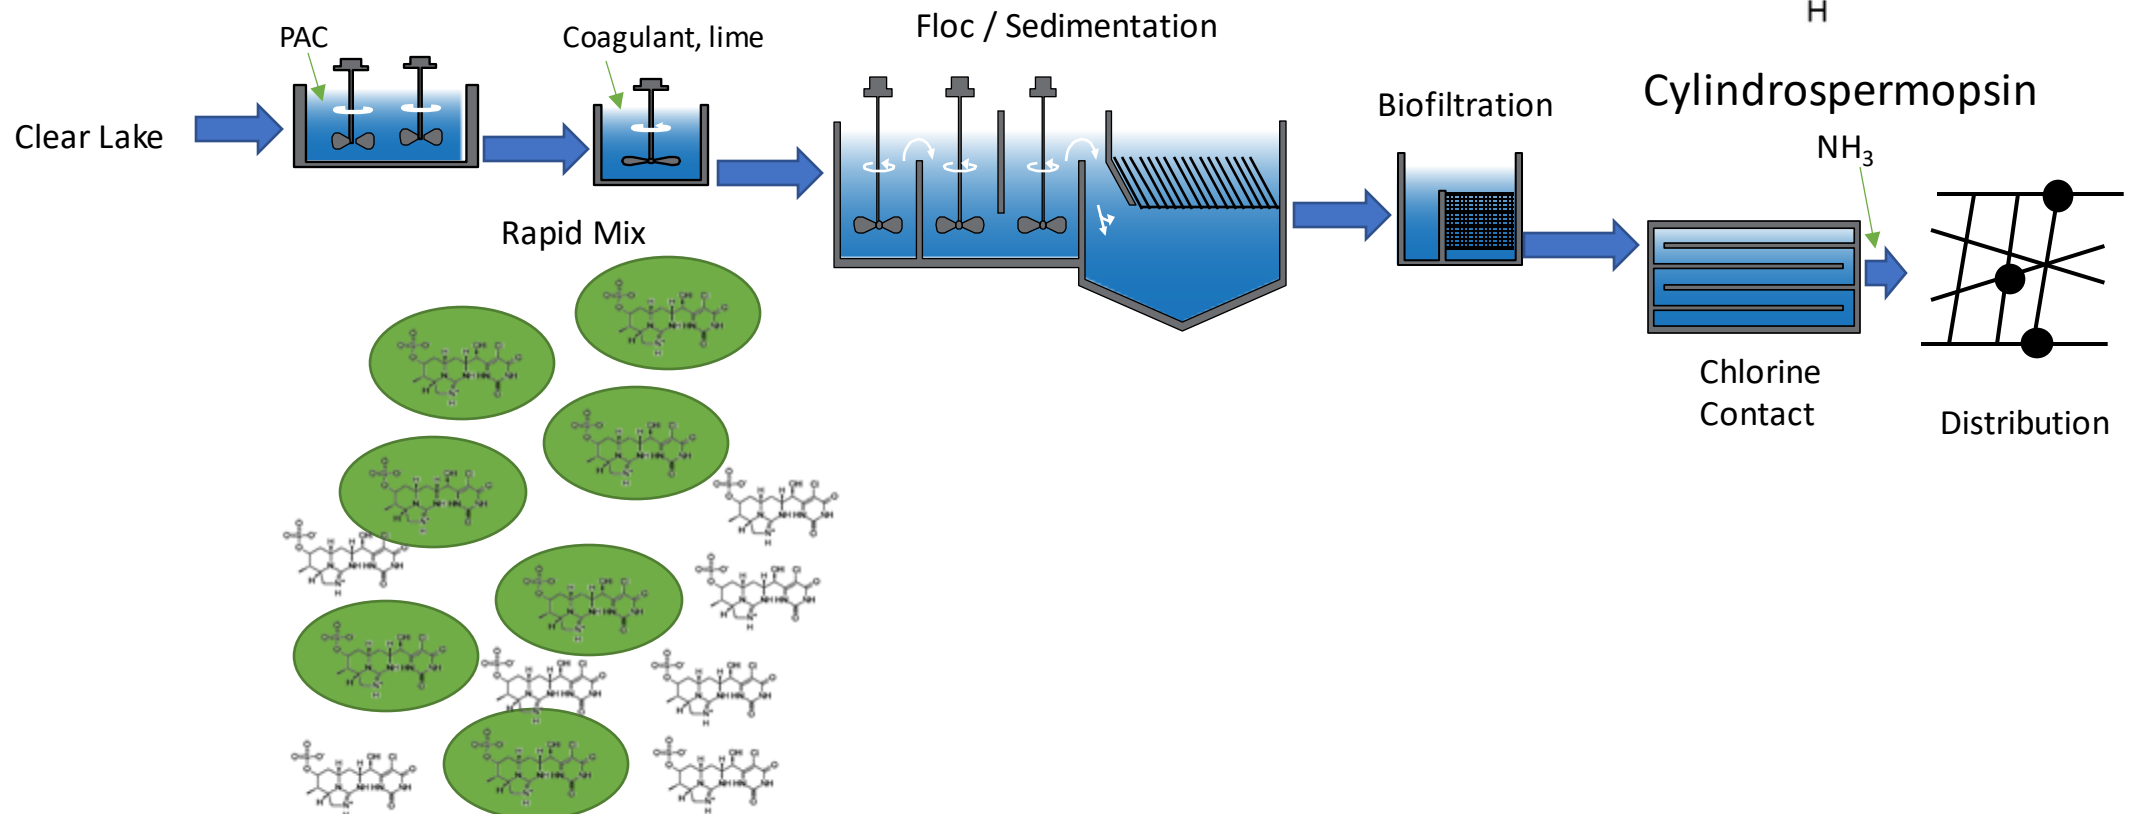 H
PAC
Coagulant, lime
Floc / Sedimentation
Cylindrospermopsin
Biofiltration
Clear Lake
NH3
Rapid Mix
Chlorine
Contact
Distribution